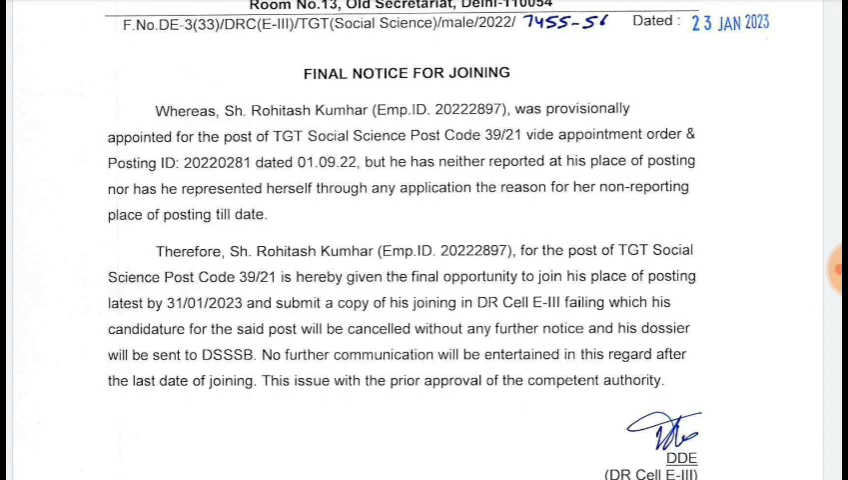 Room No.13, Old Secretariat, Delhi-110054
F.No.DE-3(33)/DRC(E-III)/TGT(Social Science)/male/2022/ 7455-56 Dated : 23 JAN 2023
FINAL NOTICE FOR JOINING
Whereas, Sh. Rohitash Kumhar (Emp.ID. 20222897), was provisionally
appointed for the post of TGT Social Science Post Code 39/21 vide appointment order &
Posting ID: 20220281 dated 01.09.22, but he has neither reported at his place of posting
nor has he represented herself through any application the reason for her non-reporting
place of posting till date.
Therefore, Sh. Rohitash Kumhar (Emp.ID. 20222897), for the post of TGT Social
Science Post Code 39/21 is hereby given the final opportunity to join his place of posting
latest by 31/01/2023 and submit a copy of his joining in DR Cell E-III failing which his
candidature for the said post will be cancelled without any further notice and his dossier
will be sent to DSSSB. No further communication will be entertained in this regard after
the last date of joining. This issue with the prior approval of the competent authority.
DDE
(DR Cell E-III)